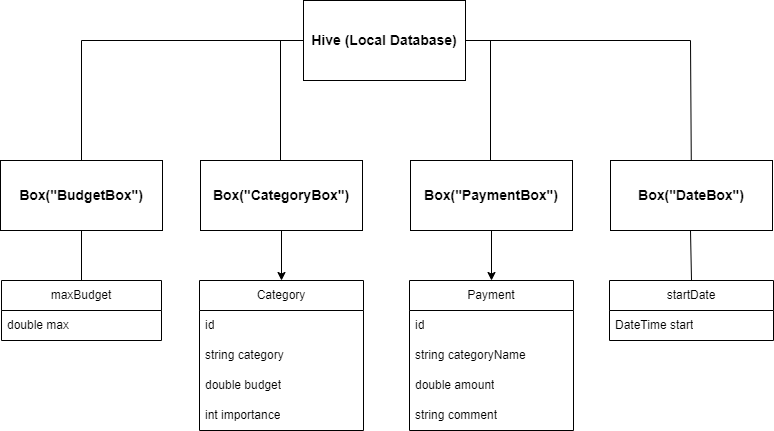 Hive (Local Database)
Box("BudgetBox")
Box("CategoryBox")
Box("PaymentBox")
Box("DateBox")
maxBudget
double max
Category
id
string category
double budget
int importance
Payment
id
string categoryName
double amount
string comment
startDate
DateTime start